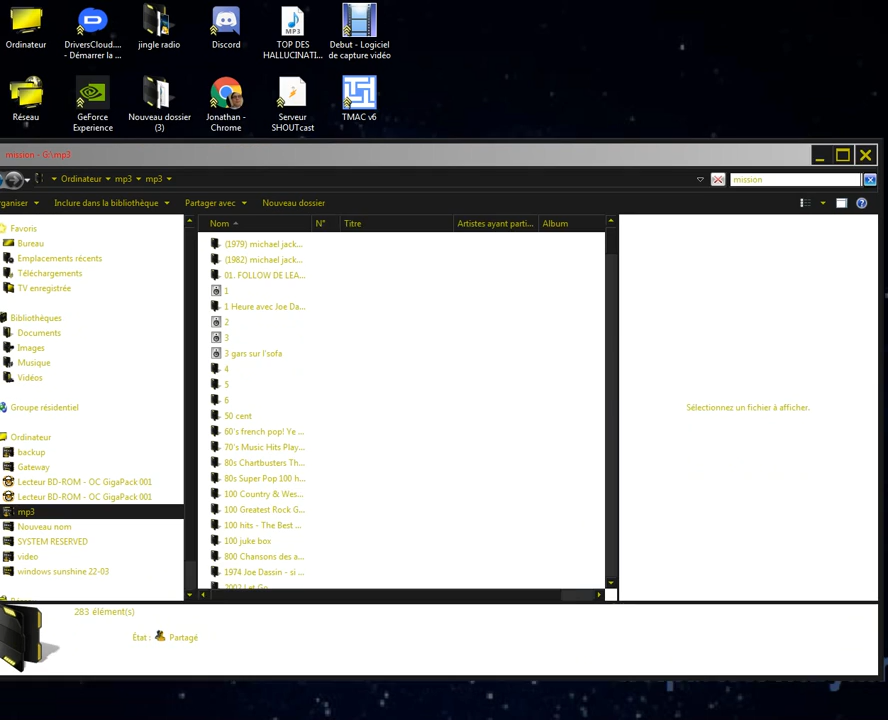 Ordinateur
DriversCloud....
- Démarrer la ...
jingle radio
Discord
MP3
TOP DES
HALLUCINATI...
Debut - Logiciel
de capture vidéo
Réseau
GeForce
Experience
Nouveau dossier
(3)
Jonathan -
Chrome
Serveur
SHOUTcast
TMAC v6
mission - G:\mp3
Ordinateur
mp3
mp3
mission
rganiser
Inclure dans la bibliothèque
Partager avec
Nouveau dossier
Favoris
Bureau
Emplacements récents
Téléchargements
TV enregistrée
Bibliothèques
Documents
Images
Musique
Vidéos
Groupe résidentiel
Ordinateur
backup
Gateway
Lecteur BD-ROM - OC GigaPack 001
Lecteur BD-ROM - OC GigaPack 001
mp3
Nouveau nom
SYSTEM RESERVED
video
windows sunshine 22-03
Réseau
Nom
N°
Titre
Artistes ayant parti...
Album
(1979) michael jack...
(1982) michael jack...
01. FOLLOW DE LEA...
1
1 Heure avec Joe Da...
2
3
3 gars sur l'sofa
4
5
6
50 cent
60's french pop! Ye ...
70's Music Hits Play...
80s Chartbusters Th...
80s Super Pop 100 h...
100 Country & Wes...
100 Greatest Rock G...
100 hits - The Best ...
100 juke box
800 Chansons des a...
1974 Joe Dassin - si ...
2002 Let Go
Sélectionnez un fichier à afficher.
283 élément(s)
État :
Partagé